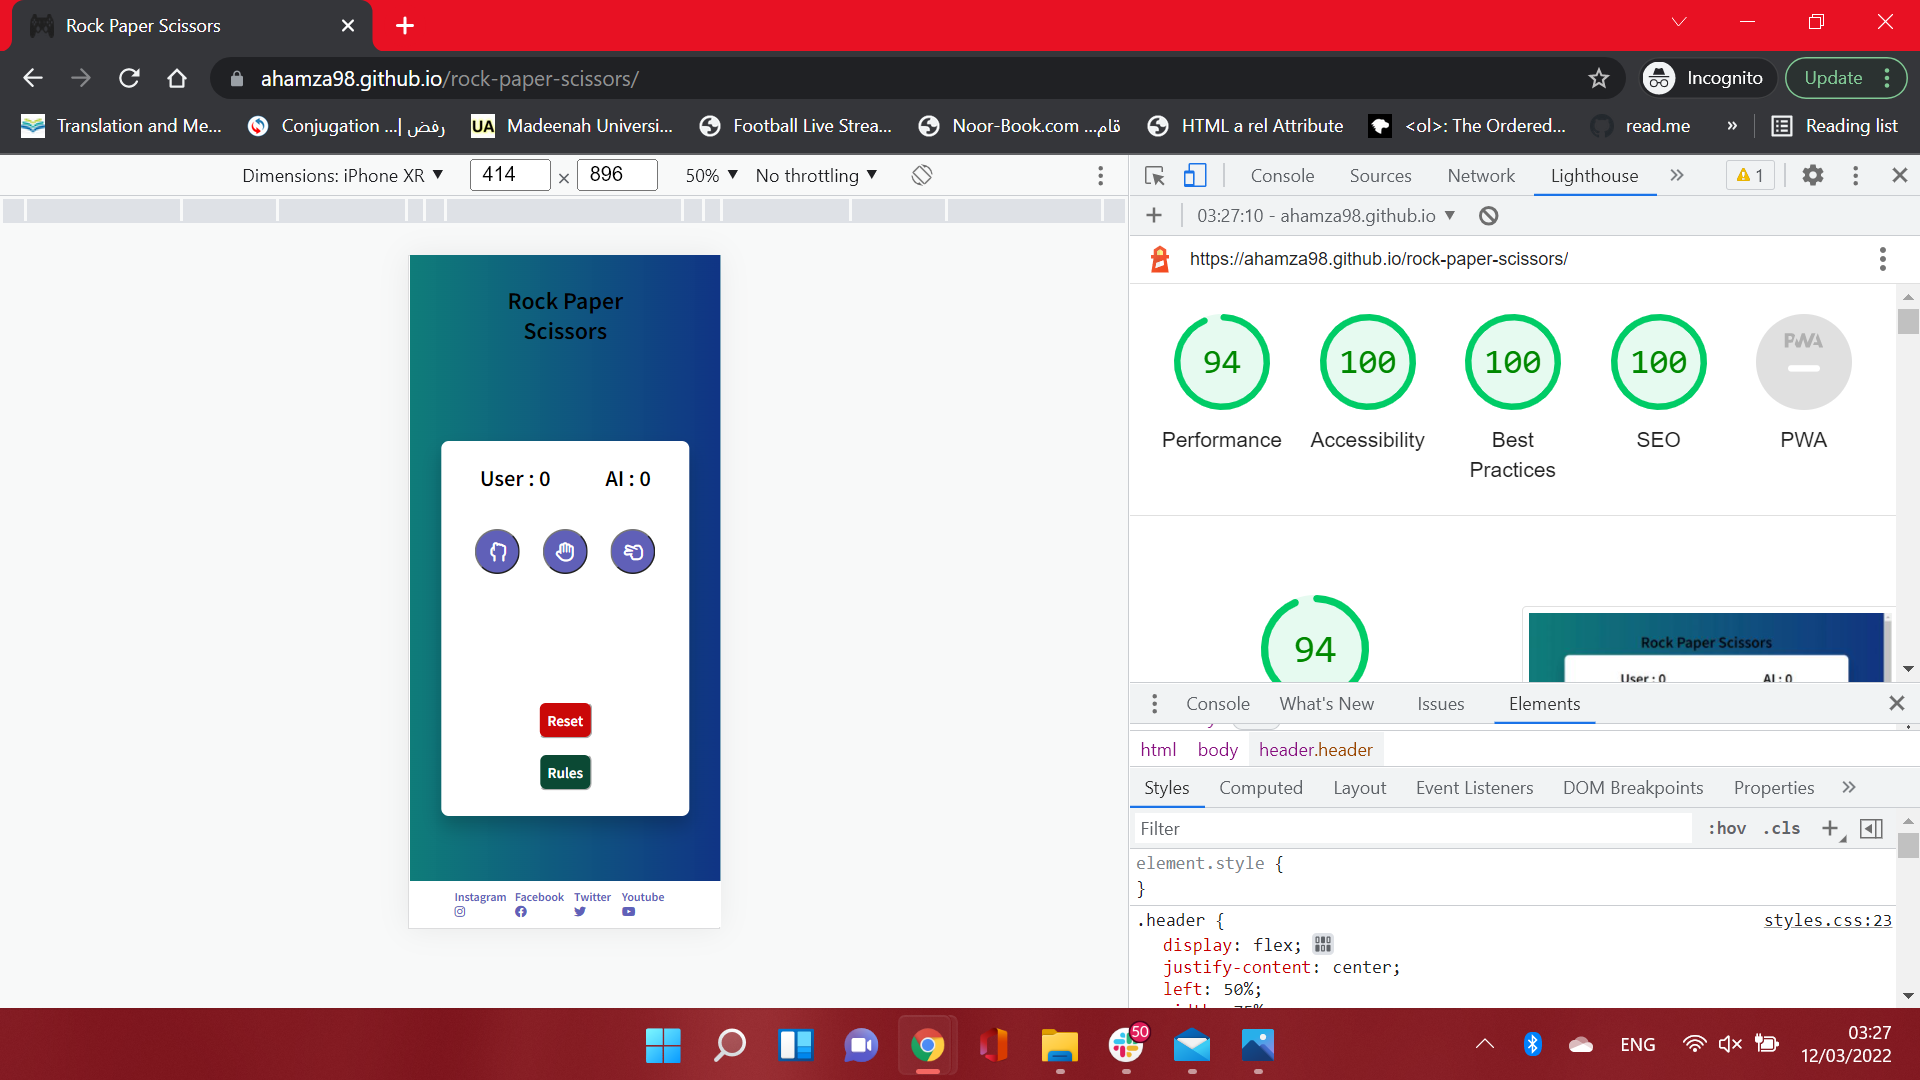 Rock Paper Scissors
ahamza98.github.io/rock-paper-scissors/
Incognito
Update
Translation and Me...
Conjugation ...| رفض
UA Madeenah Universi...
Football Live Strea...
Noor-Book.com ...قام
HTML a rel Attribute
<ol>: The Ordered...
read.me
»
Reading list
Dimensions: iPhone XR ▼ 414 × 896 50% ▼ No throttling ▼
Console Sources Network Lighthouse » 1
03:27:10 - ahamza98.github.io ▼
https://ahamza98.github.io/rock-paper-scissors/
Rock Paper
Scissors
User : 0 AI : 0
Reset
Rules
Instagram Facebook Twitter Youtube
94 100 100 100 PWA
Performance Accessibility Best Practices SEO PWA
94
Rock Paper Scissors
User : 0 AI : 0
Console What's New Issues Elements
html body header.header
Styles Computed Layout Event Listeners DOM Breakpoints Properties »
Filter :hov .cls
element.style {
}
.header { styles.css:23
display: flex;
justify-content: center;
left: 50%;
50
ENG
03:27
12/03/2022